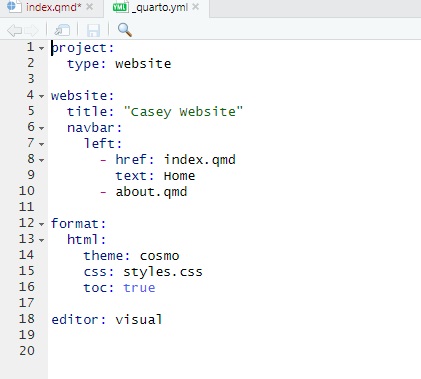 index.qmd*
YML _quarto.yml
1 project:
2   type: website
3
4 website:
5   title: "Casey Website"
6   navbar:
7     left:
8       - href: index.qmd
9         text: Home
10       - about.qmd
11
12 format:
13   html:
14     theme: cosmo
15     css: styles.css
16     toc: true
17
18 editor: visual
19
20